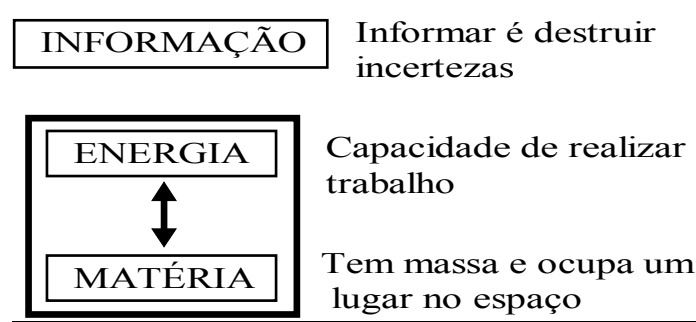 INFORMAÇÃO
Informar é destruir
incertezas
ENERGIA
Capacidade de realizar
trabalho
MATÉRIA
Tem massa e ocupa um
lugar no espaço